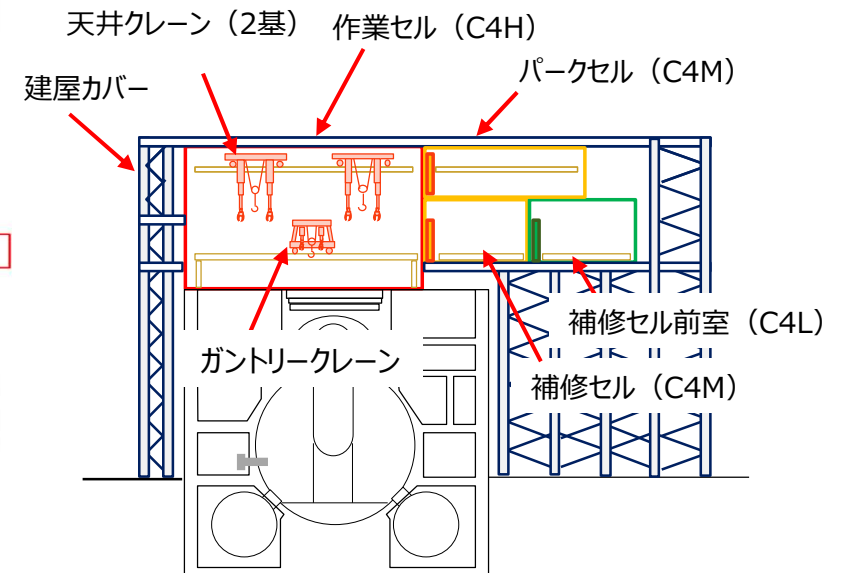 天井クレーン（2基）
作業セル（C4H）
パークセル（C4M）
建屋カバー
補修セル前室（C4L）
ガントリークレーン
補修セル（C4M）